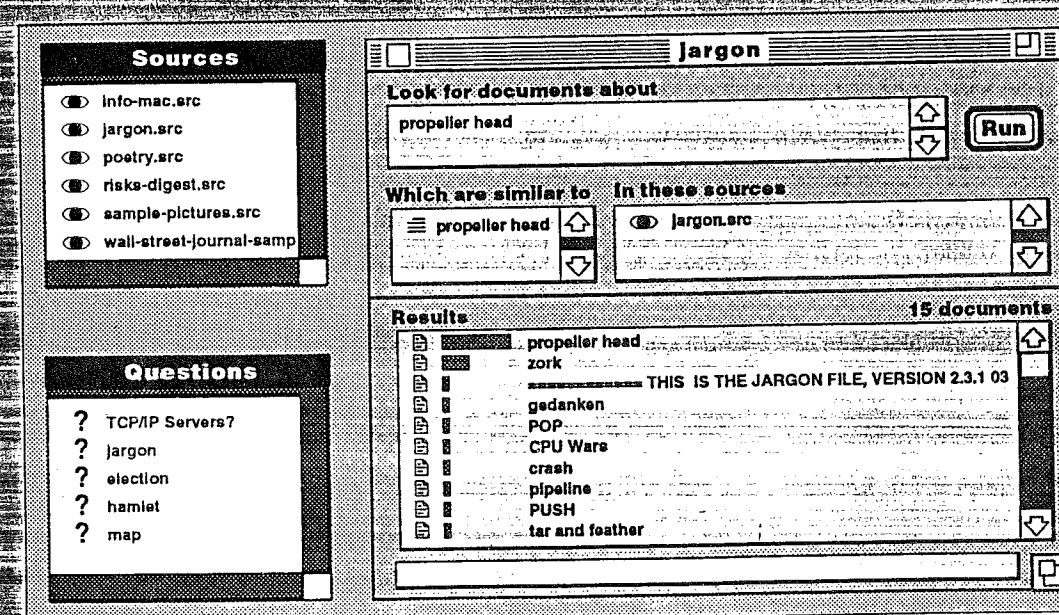 Sources
info-mac.src
jargon.src
poetry.src
risks-digest.src
sample-pictures.src
wall-street-journal-samp
Questions
? TCP/IP Servers?
? jargon
? election
? hamlet
? map
jargon
Look for documents about
propeller head
Run
Which are similar to
propeller head
In these sources
jargon.src
Results
15 documents
propeller head
zork
============ THIS IS THE JARGON FILE, VERSION 2.3.1 03
gedanken
POP
CPU Wars
crash
pipeline
PUSH
tar and feather